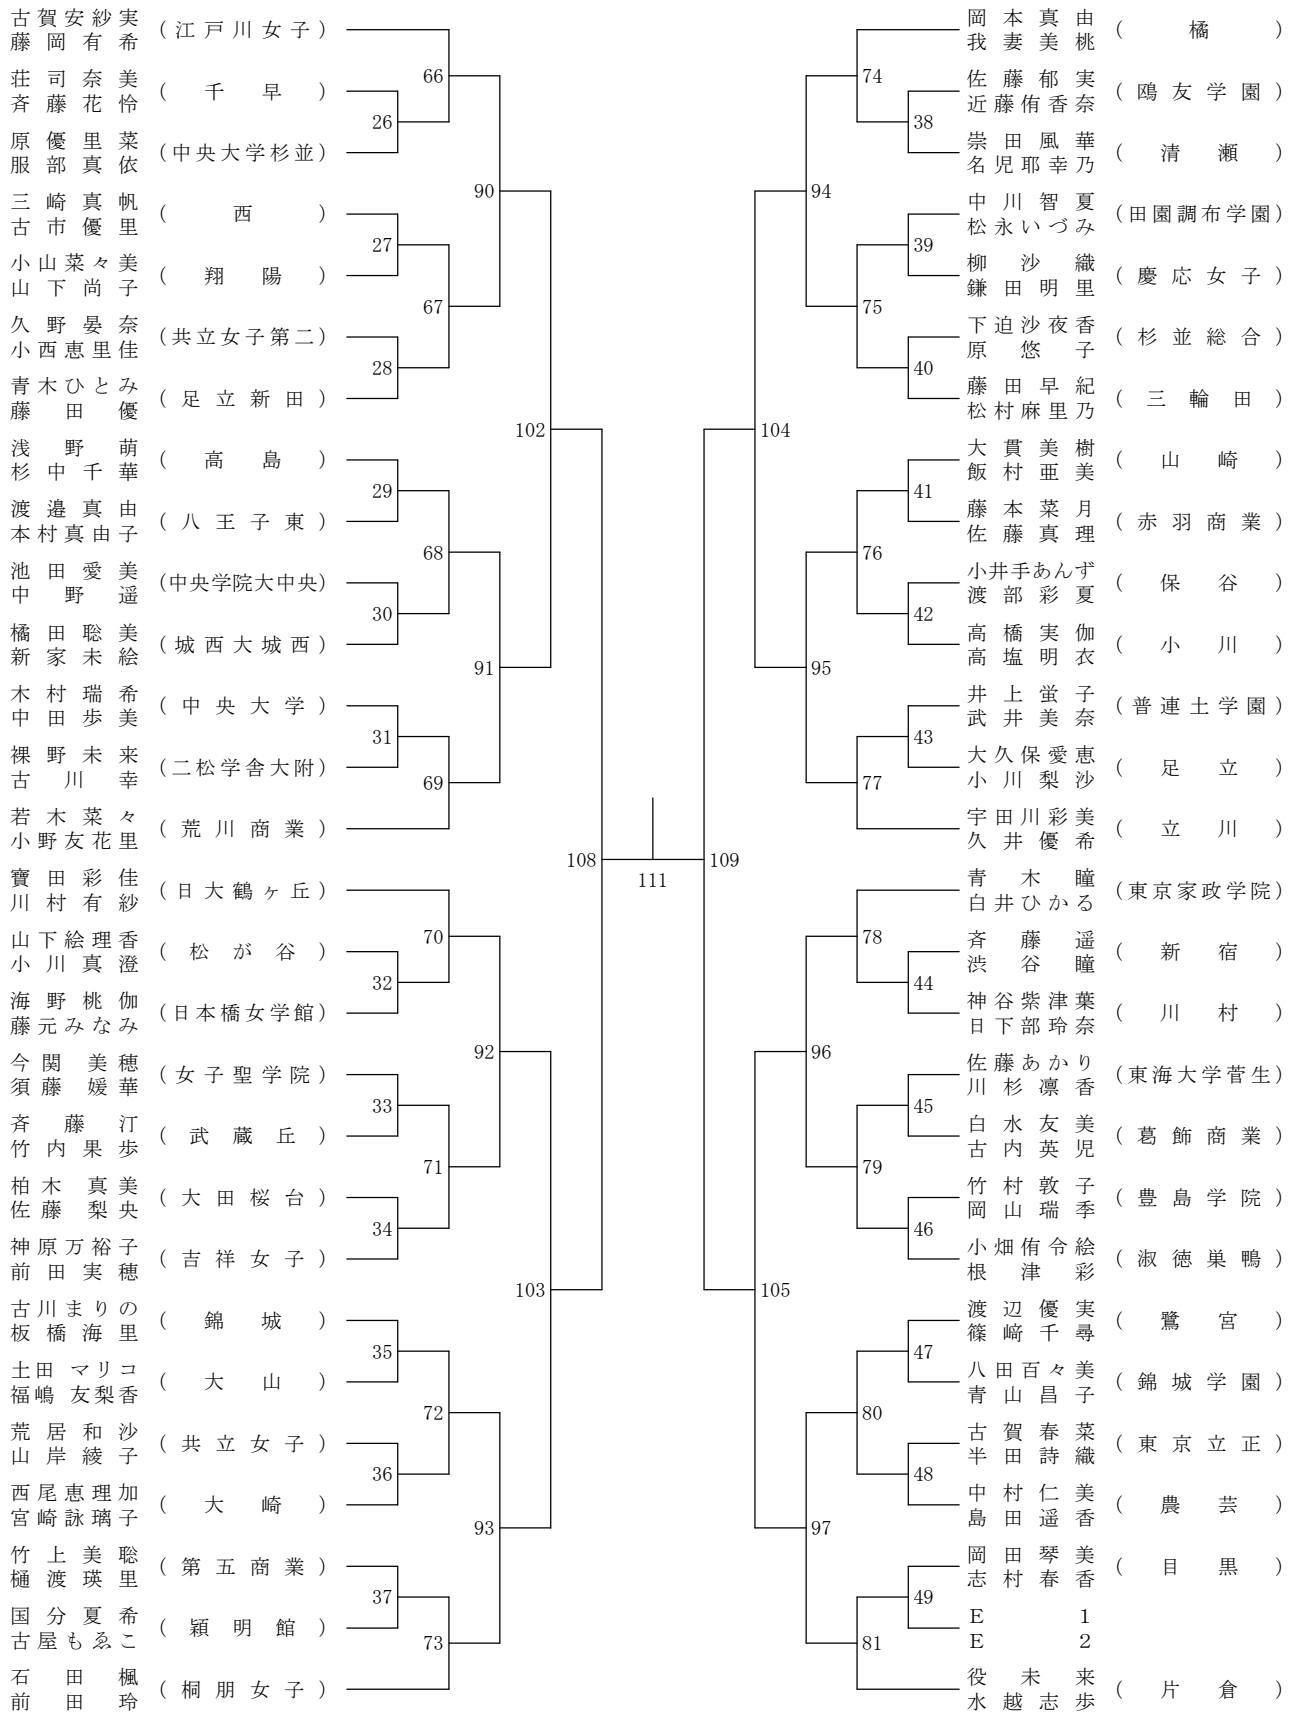 古賀安紗実
藤岡有希
(江戸川女子)
荘司奈美
斉藤花怜
(千早)
原優里菜
服部真依
(中央大学杉並)
三崎真帆
古市優里
(西)
小山菜々美
山下尚子
(翔陽)
久野晏奈
小西恵里佳
(共立女子第二)
青木ひとみ
藤田優
(足立新田)
浅野萌
杉中千華
(高島)
渡邉真由
本村真由子
(八王子東)
池田愛美
中野遥
(中央学院大中央)
橘田聡美
新家未絵
(城西大城西)
木村瑞希
中田歩美
(中央大学)
裸野未来
古川幸
(二松学舎大附)
若木菜々
小野友花里
(荒川商業)
寶田彩佳
川村有紗
(日大鶴ヶ丘)
山下絵理香
小川真澄
(松が谷)
海野桃伽
藤元みなみ
(日本橋女学館)
今関 美穂
須藤 媛華
(女子聖学院)
斉藤汀
竹内果歩
(武蔵丘)
柏木 真美
佐藤 梨央
(大田桜台)
神原万裕子
前田実穂
(吉祥女子)
古川まりの
板橋海里
(錦城)
土田 マリコ
福嶋 友梨香
(大山)
荒居和沙
山岸綾子
(共立女子)
西尾恵理加
宮崎詠璃子
(大崎)
竹上美聡
樋渡瑛里
(第五商業)
国分夏希
古屋もゑこ
(穎明館)
石田楓
前田玲
(桐朋女子)
26
27
28
29
30
31
32
33
34
35
36
37
66
67
68
69
70
71
72
73
90
91
92
93
102
103
108
111
109
104
105
94
95
96
97
74
75
76
77
78
79
80
81
38
39
40
41
42
43
44
45
46
47
48
49
岡本真由
我妻美桃
(橘)
佐藤郁実
近藤侑香奈
(鴎友学園)
崇田風華
名児耶幸乃
(清瀬)
中川智夏
松永いづみ
(田園調布学園)
柳沙織
鎌田明里
(慶応女子)
下迫沙夜香
原悠子
(杉並総合)
藤田早紀
松村麻里乃
(三輪田)
大貫美樹
飯村亜美
(山崎)
藤本菜月
佐藤真理
(赤羽商業)
小井手あんず
渡部彩夏
(保谷)
高橋実伽
高塩明衣
(小川)
井上蛍子
武井美奈
(普連土学園)
大久保愛恵
小川梨沙
(足立)
宇田川彩美
久井優希
(立川)
青木瞳
白井ひかる
(東京家政学院)
斉藤遥
渋谷瞳
(新宿)
神谷紫津葉
日下部玲奈
(川村)
佐藤あかり
川杉凛香
(東海大学菅生)
白水友美
古内英児
(葛飾商業)
竹村敦子
岡山瑞季
(豊島学院)
小畑侑令絵
根津彩
(淑徳巣鴨)
渡辺優実
篠﨑千尋
(鷺宮)
八田百々美
青山昌子
(錦城学園)
古賀春菜
半田詩織
(東京立正)
中村仁美
島田遥香
(農芸)
岡田琴美
志村春香
(目黒)
E 1
E 2
役未来
水越志歩
(片倉)